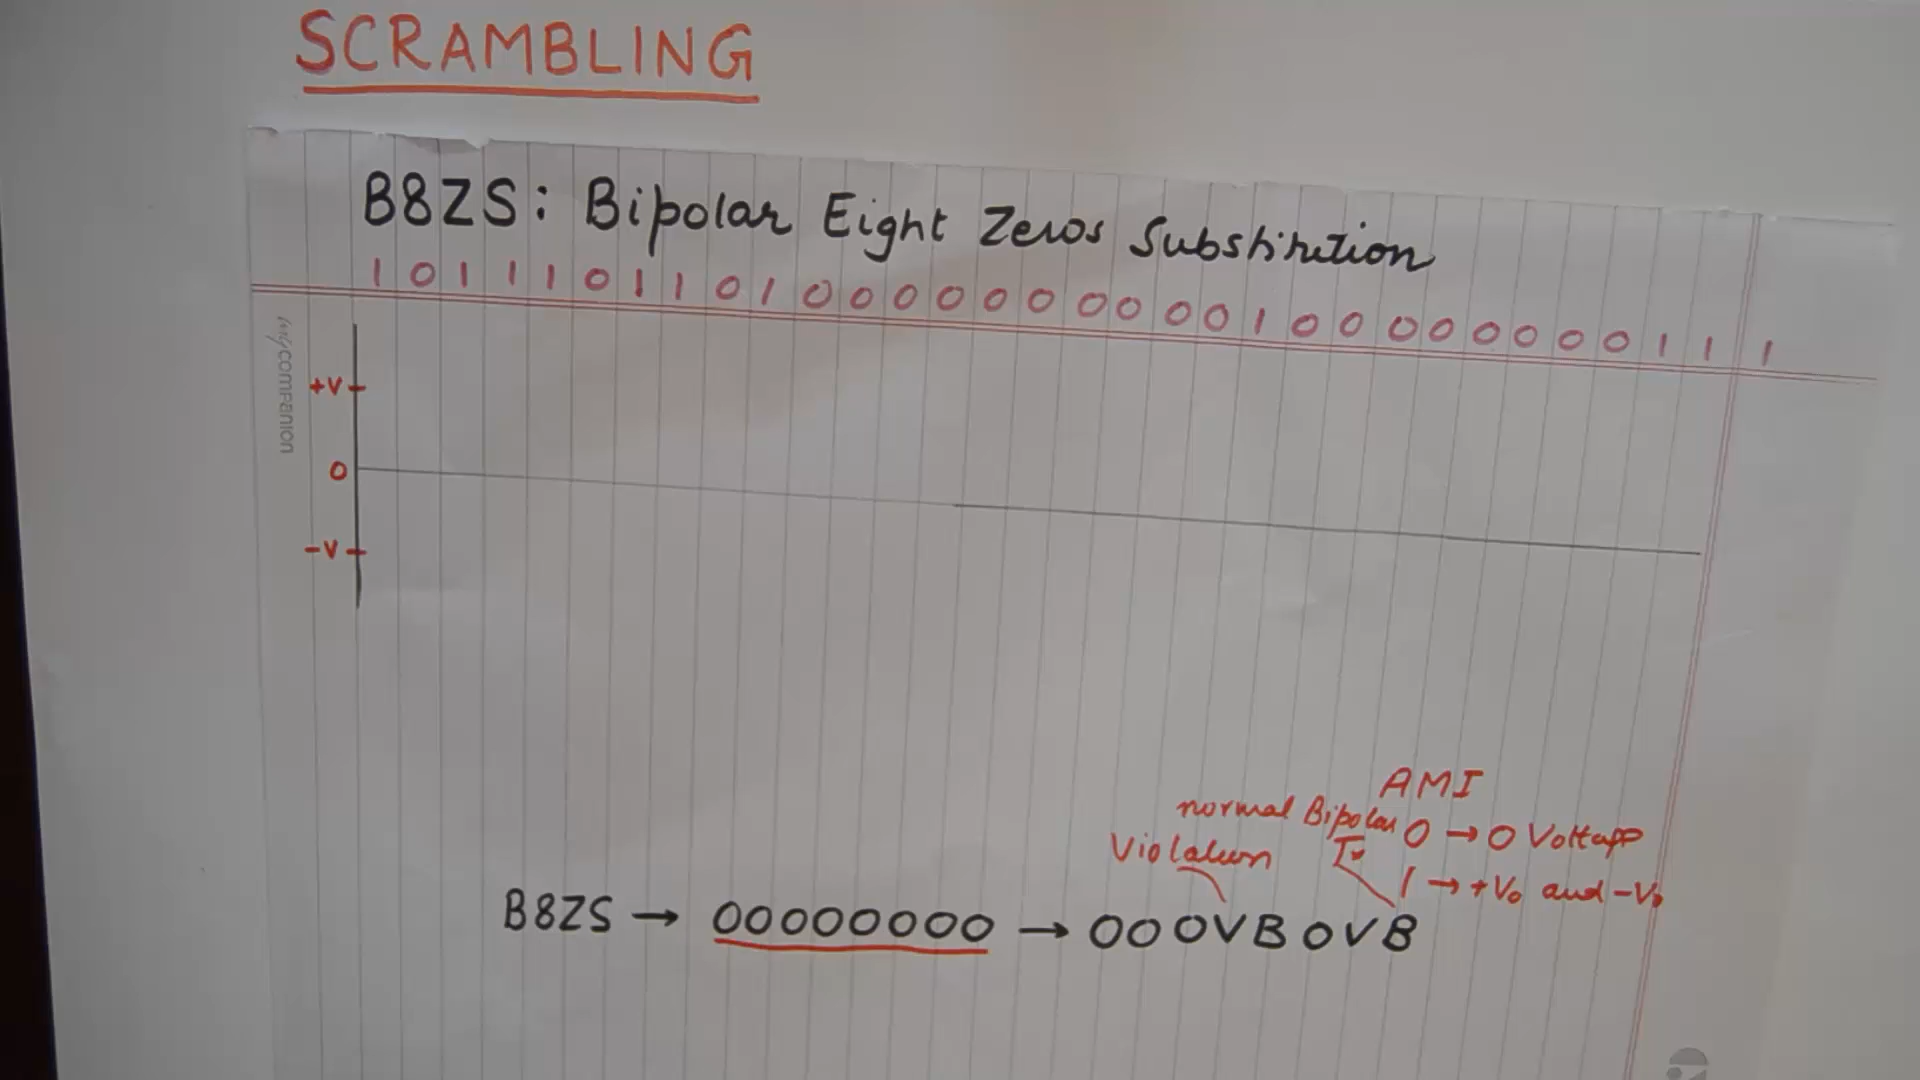 SCRAMBLING
B8ZS: Bipolar Eight Zeros Substitution
1 0 1 1 1 0 1 1 0 1 0 0 0 0 0 0 0 0 0 0 1 0 0 0 0 0 0 0 0 1 1 1
my companion
+V
0
-V
AMI
normal Bipolar 0 → 0 Voltage
Violation
1 → +V₀ and -V₀
B8ZS → 00000000 → 000VB0VB